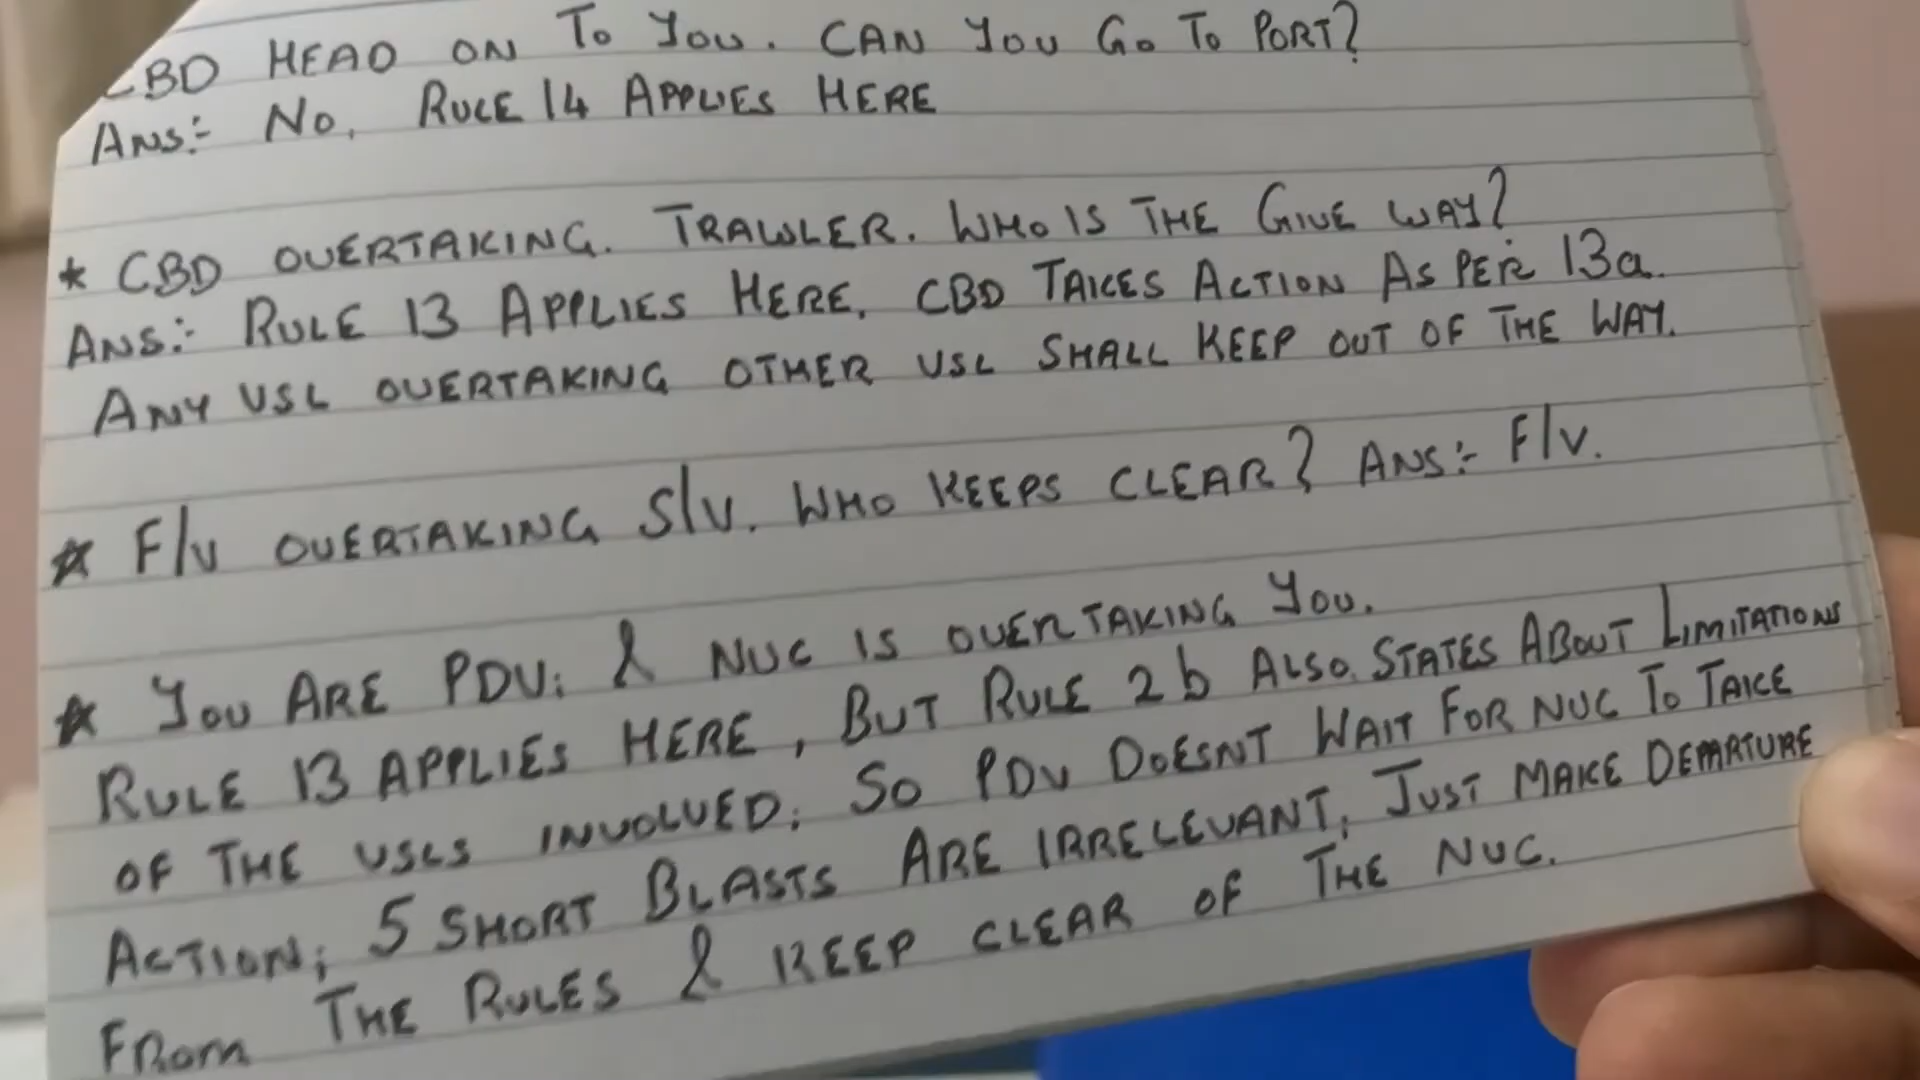 CBD HEAD ON TO YOU. CAN YOU GO TO PORT?
ANS:- NO, RULE 14 APPLIES HERE
* CBD OVERTAKING. TRAWLER. WHO IS THE GIVE WAY?
ANS:- RULE 13 APPLIES HERE, CBD TAKES ACTION AS PER 13a.
ANY VSL OVERTAKING OTHER VSL SHALL KEEP OUT OF THE WAY.
* F/V OVERTAKING S/V. WHO KEEPS CLEAR? ANS:- F/V.
* YOU ARE PDV; & NUC IS OVERTAKING YOU.
RULE 13 APPLIES HERE, BUT RULE 2b ALSO STATES ABOUT LIMITATIONS
OF THE VSLS INVOLVED; SO PDV DOESNT WAIT FOR NUC TO TAKE
ACTION; 5 SHORT BLASTS ARE IRRELEVANT, JUST MAKE DEPARTURE
FROM THE RULES & KEEP CLEAR OF THE NUC.